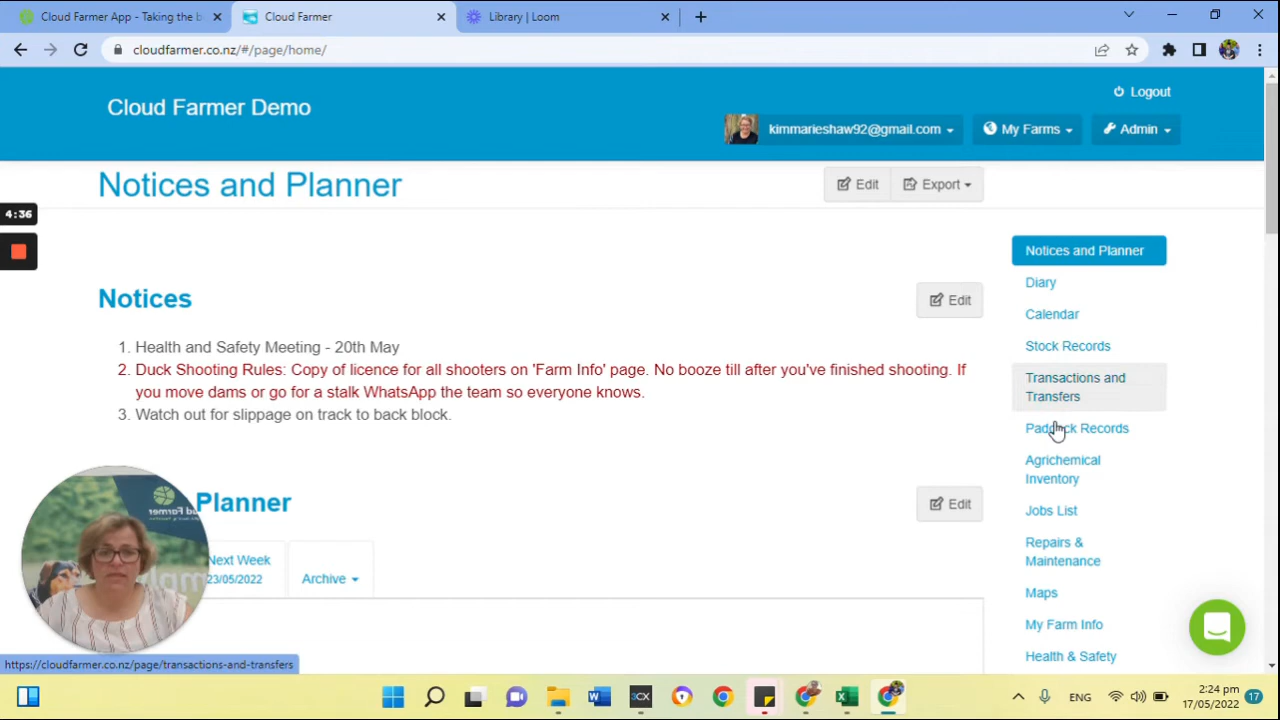 Cloud Farmer App - Taking the b
Cloud Farmer
Library | Loom
cloudfarmer.co.nz/#/page/home/
Cloud Farmer Demo
Logout
kimmarieshaw92@gmail.com
My Farms
Admin
Notices and Planner
Edit
Export
4:36
Notices and Planner
Diary
Calendar
Stock Records
Transactions and
Transfers
Paddock Records
Agrichemical
Inventory
Jobs List
Repairs &
Maintenance
Maps
My Farm Info
Health & Safety
Notices
Edit
1. Health and Safety Meeting - 20th May
2. Duck Shooting Rules: Copy of licence for all shooters on 'Farm Info' page. No booze till after you've finished shooting. If
you move dams or go for a stalk WhatsApp the team so everyone knows.
3. Watch out for slippage on track to back block.
Planner
Edit
Next Week
23/05/2022
Archive
https://cloudfarmer.co.nz/page/transactions-and-transfers
ENG
2:24 pm
17/05/2022
17
3CX